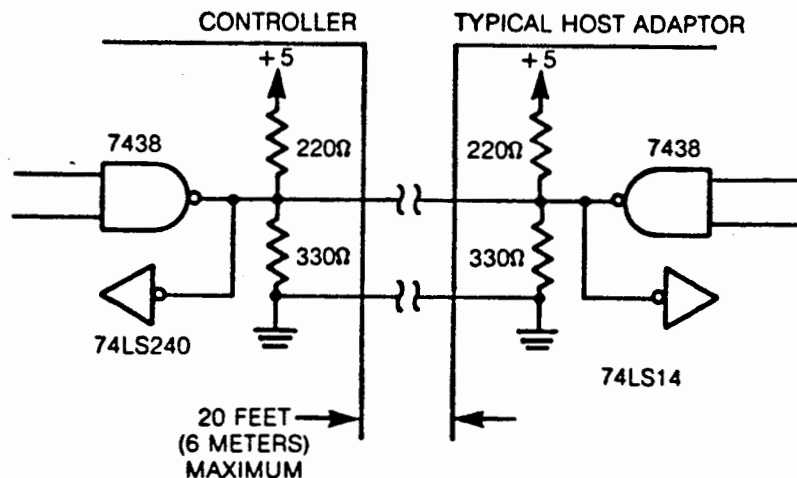 CONTROLLER
TYPICAL HOST ADAPTOR
+5
+5
7438
220Ω
220Ω
7438
330Ω
330Ω
74LS240
74LS14
20 FEET
(6 METERS)
MAXIMUM